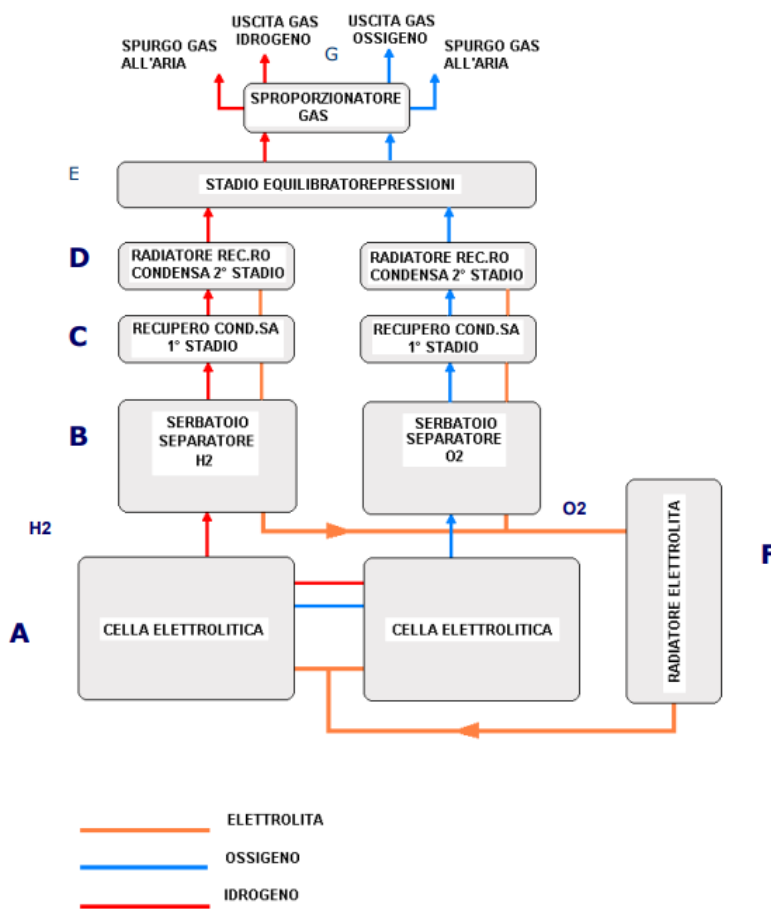 USCITA GAS
IDROGENO
USCITA GAS
OSSIGENO
SPURGO GAS
ALL'ARIA
G
SPURGO GAS
ALL'ARIA
SPROPORZIONATORE
GAS
E
STADIO EQUILIBRATOREPRESSIONI
D
RADIATORE REC.RO
CONDENSA 2° STADIO
RADIATORE REC.RO
CONDENSA 2° STADIO
C
RECUPERO COND.SA
1° STADIO
RECUPERO COND.SA
1° STADIO
B
SERBATOIO
SEPARATORE
H2
SERBATOIO
SEPARATORE
O2
H2
O2
RADIATORE ELETTROLITA
F
A
CELLA ELETTROLITICA
CELLA ELETTROLITICA
ELETTROLITA
OSSIGENO
IDROGENO